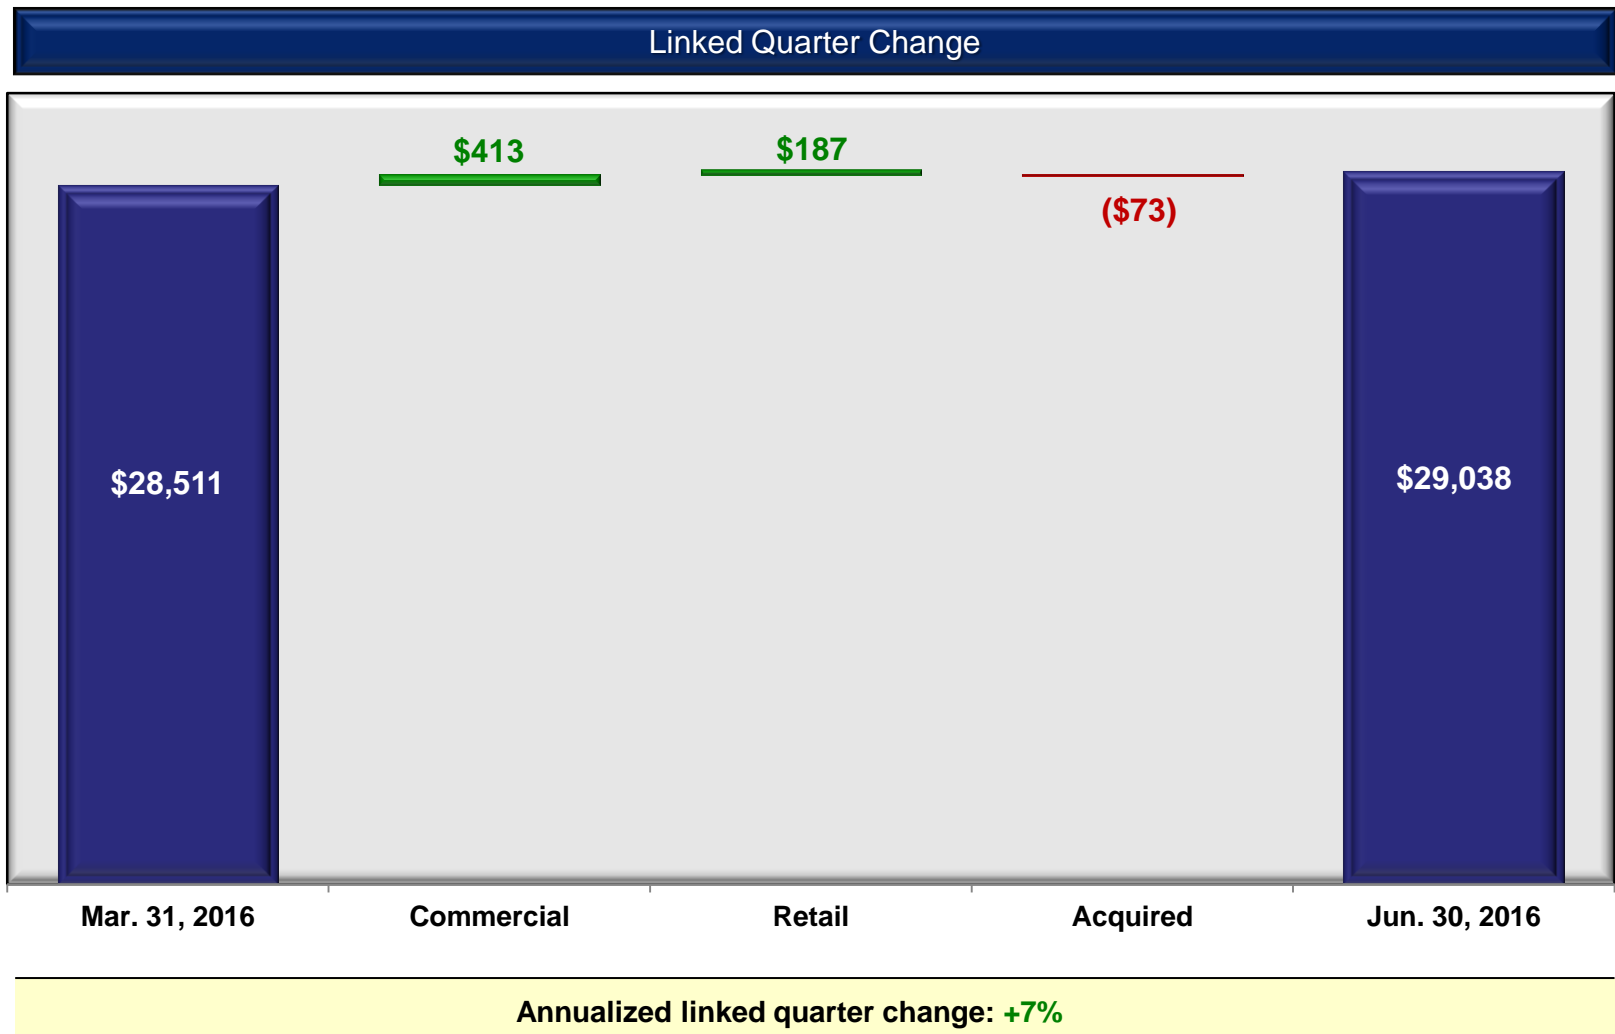 Linked Quarter Change
$413
$187
($73)
$28,511
$29,038
Mar. 31, 2016
Commercial
Retail
Acquired
Jun. 30, 2016
Annualized linked quarter change: +7%